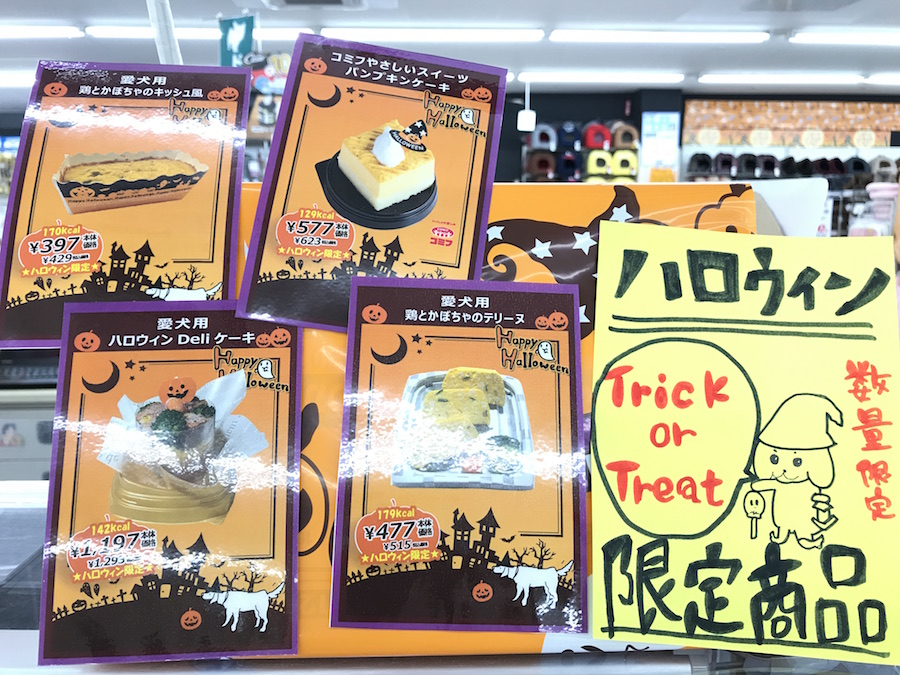 愛犬用
鶏とかぼちゃのキッシュ風
Happy
Halloween
170kcal
¥397 本体価格
¥429
★ハロウィン限定★
コミフやさしいスイーツ
パンプキンケーキ
Happy
Halloween
HALLOWEEN
129kcal
¥577 本体価格
¥623
★ハロウィン限定★
コミフ
愛犬用
ハロウィン Deli ケーキ
Happy
Halloween
142kcal
197 本体価格
★ハロウィン限定★
愛犬用
鶏とかぼちゃのテリーヌ
Happy
Halloween
179kcal
¥477 本体価格
¥515
★ハロウィン限定★
ハロウィン
Trick
or
Treat
数量限定
限定商品